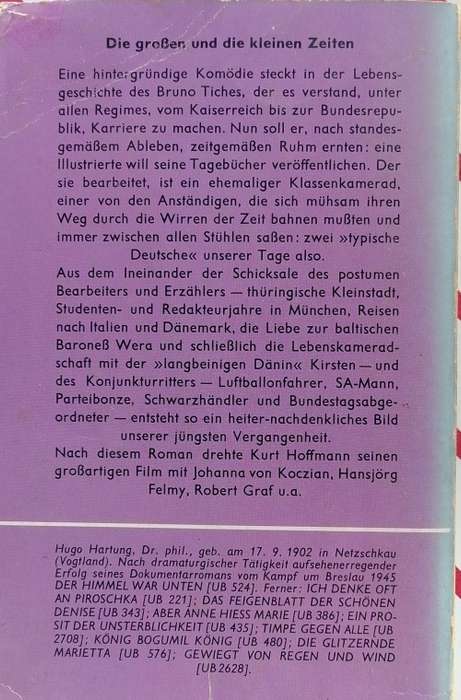 Die großen und die kleinen Zeiten
Eine hintergründige Komödie steckt in der Lebens-
geschichte des Bruno Tiches, der es verstand, unter
allen Regimes, vom Kaiserreich bis zur Bundesrepu-
blik, Karriere zu machen. Nun soll er, nach standes-
gemäßem Ableben, zeitgemäßen Ruhm ernten: eine
Illustrierte will seine Tagebücher veröffentlichen. Der
sie bearbeitet, ist ein ehemaliger Klassenkamerad,
einer von den Anständigen, die sich mühsam ihren
Weg durch die Wirren der Zeit bahnen mußten und
immer zwischen allen Stühlen saßen: zwei »typische
Deutsche« unserer Tage also.
Aus dem Ineinander der Schicksale des postumen
Bearbeiters und Erzählers — thüringische Kleinstadt,
Studenten- und Redakteurjahre in München, Reisen
nach Italien und Dänemark, die Liebe zur baltischen
Baroneß Wera und schließlich die Lebenskamerad-
schaft mit der »langbeinigen Dänin« Kirsten — und
des Konjunkturritters — Luftballonfahrer, SA-Mann,
Parteibonze, Schwarzhändler und Bundestagsabge-
ordneter — entsteht so ein heiter-nachdenkliches Bild
unserer jüngsten Vergangenheit.
Nach diesem Roman drehte Kurt Hoffmann seinen
großartigen Film mit Johanna von Koczian, Hansjörg
Felmy, Robert Graf u.a.
Hugo Hartung, Dr. phil., geb. am 17. 9. 1902 in Netzschkau
(Vogtland). Nach dramaturgischer Tätigkeit aufsehenerregender
Erfolg seines Dokumentarromans vom Kampf um Breslau 1945
DER HIMMEL WAR UNTEN [UB 524]. Ferner: ICH DENKE OFT
AN PIROSCHKA [UB 221]; DAS FEIGENBLATT DER SCHÖNEN
DENISE [UB 343]; ABER ANNE HIESS MARIE [UB 386]; EIN PRO-
SIT DER UNSTERBLICHKEIT [UB 435]; TIMPE GEGEN ALLE [UB
2708]; KÖNIG BOGUMIL KÖNIG [UB 480]; DIE GLITZERNDE
MARIETTA [UB 576]; GEWIEGT VON REGEN UND WIND
[UB 2628].